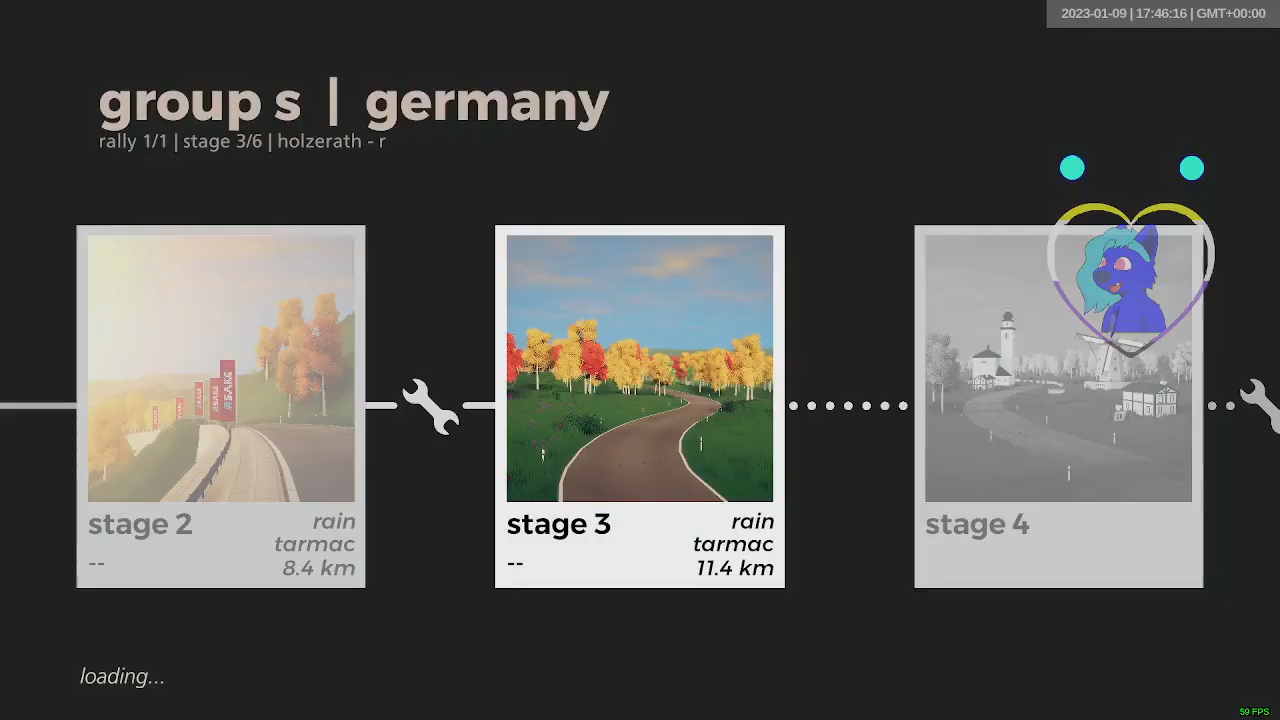 2023-01-09 | 17:46:16 | GMT+00:00
group s | germany
rally 1/1 | stage 3/6 | holzerath - r
#SAKE
stage 2
rain
tarmac
8.4 km
--
stage 3
rain
tarmac
11.4 km
--
stage 4
loading...
59 FPS